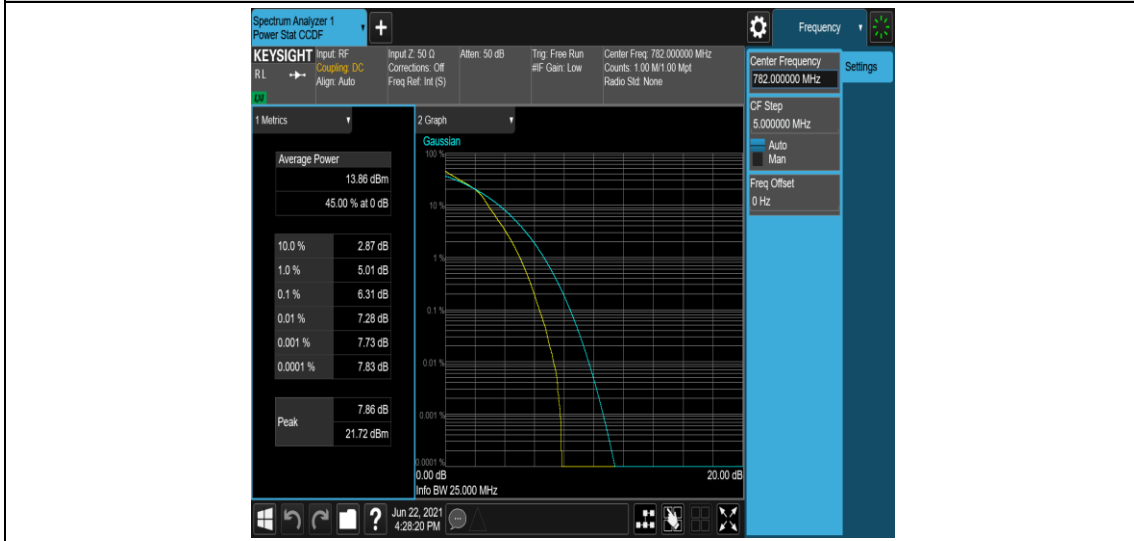 Spectrum Analyzer 1
Power Stat CCDF
Frequency
KEYSIGHT
RL
Input: RF
Coupling: DC
Align: Auto
Input Z: 50 Ω
Corrections: Off
Freq Ref: Int (S)
Atten: 50 dB
Trig: Free Run
#IF Gain: Low
Center Freq: 782.000000 MHz
Counts: 1.00 M/1.00 Mpt
Radio Std: None
Center Frequency
782.000000 MHz
Settings
CF Step
5.000000 MHz
Auto
Man
Freq Offset
0 Hz
1 Metrics
Average Power
13.86 dBm
45.00 % at 0 dB
10.0 % 2.87 dB
1.0 % 5.01 dB
0.1 % 6.31 dB
0.01 % 7.28 dB
0.001 % 7.73 dB
0.0001 % 7.83 dB
Peak
7.86 dB
21.72 dBm
2 Graph
Gaussian
100 %
10 %
1 %
0.1 %
0.01 %
0.001 %
0.0001 %
0.00 dB
20.00 dB
Info BW 25.000 MHz
Jun 22, 2021
4:28:20 PM